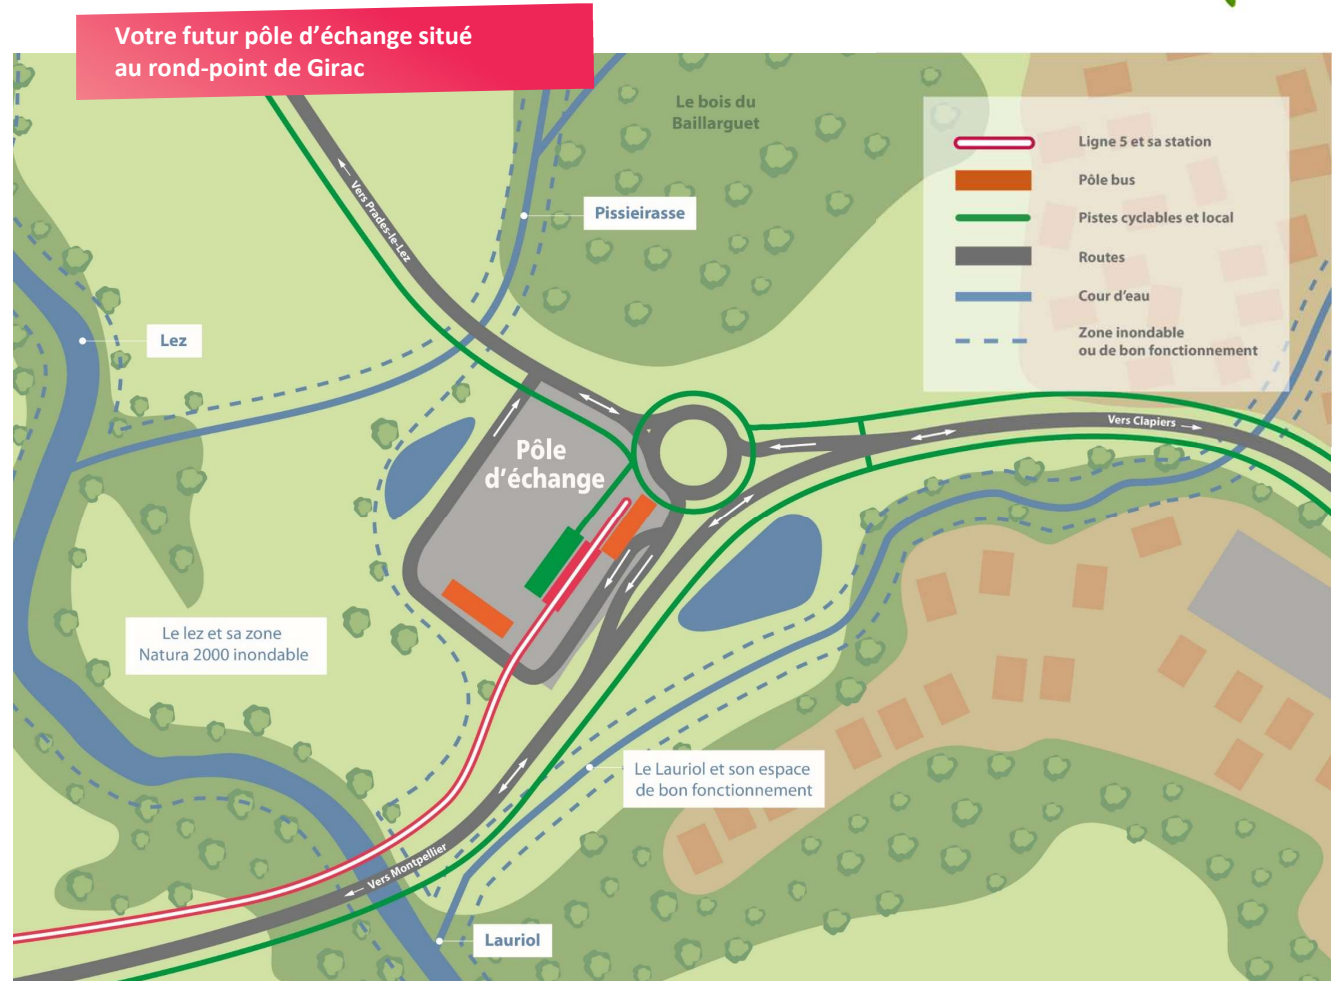 Votre futur pôle d’échange situé
au rond-point de Girac
Le bois du
Baillarguet
Ligne 5 et sa station
Pôle bus
Pistes cyclables et local
Routes
Cour d’eau
Zone inondable
ou de bon fonctionnement
Vers Prades-le-Lez
Pissieirasse
Lez
Vers Clapiers
Pôle
d’échange
Le lez et sa zone
Natura 2000 inondable
Le Lauriol et son espace
de bon fonctionnement
Vers Montpellier
Lauriol